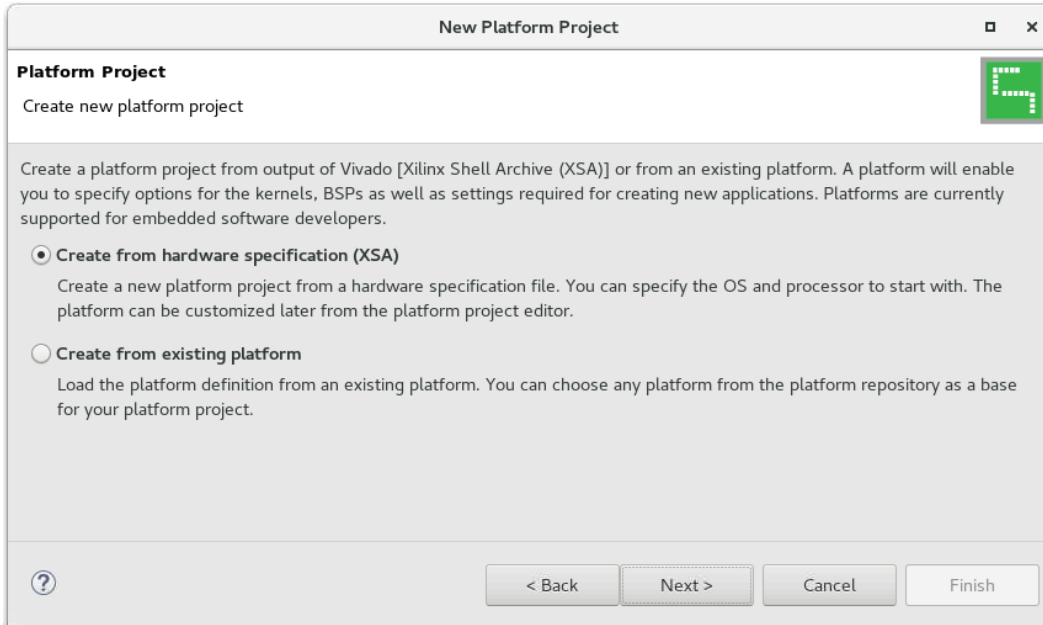 New Platform Project
Platform Project
Create new platform project
Create a platform project from output of Vivado [Xilinx Shell Archive (XSA)] or from an existing platform. A platform will enable
you to specify options for the kernels, BSPs as well as settings required for creating new applications. Platforms are currently
supported for embedded software developers.
Create from hardware specification (XSA)
Create a new platform project from a hardware specification file. You can specify the OS and processor to start with. The
platform can be customized later from the platform project editor.
Create from existing platform
Load the platform definition from an existing platform. You can choose any platform from the platform repository as a base
for your platform project.
?
< Back
Next >
Cancel
Finish